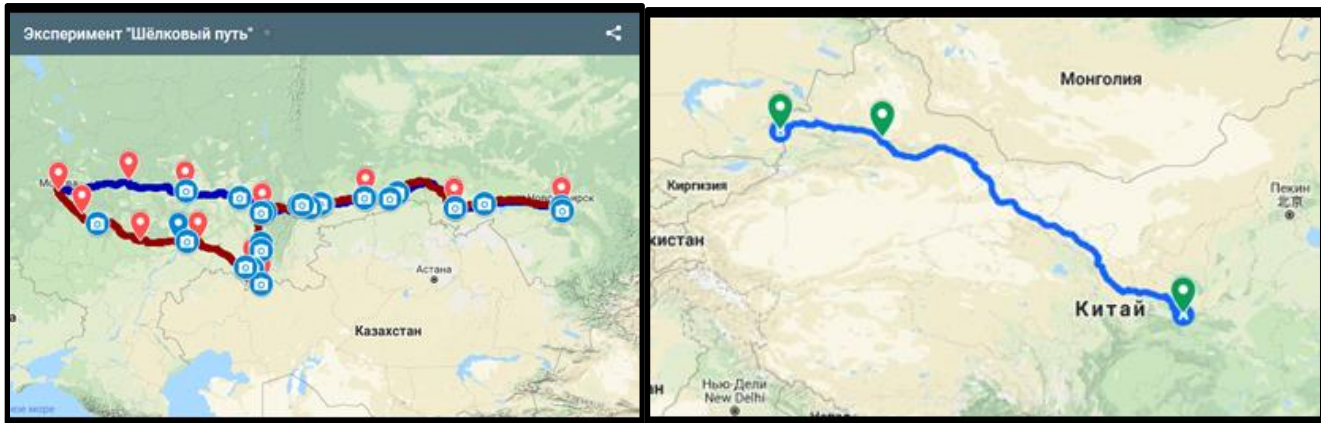 Эксперимент "Шёлковый путь"
Астана
Казахстан
Монголия
Киргизия
Пекин
北京
Китай
Нью-Дели
New Delhi